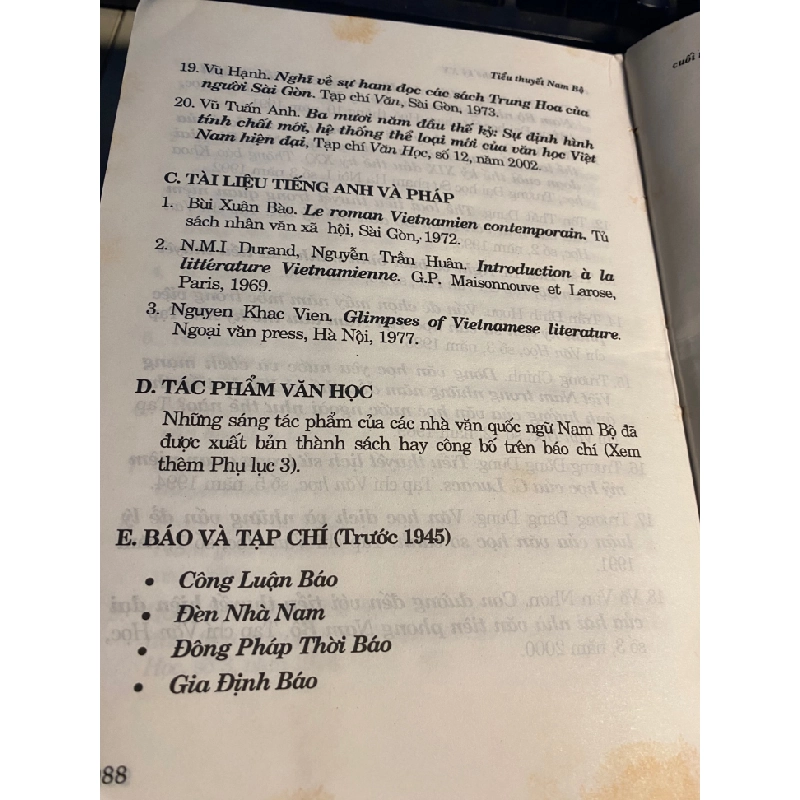 Tiểu thuyết Nam Bộ
19. Vũ Hạnh. Nghĩ về sự ham đọc các sách Trung Hoa của
người Sài Gòn. Tạp chí Văn, Sài Gòn, 1973.
20. Vũ Tuấn Anh. Ba mươi năm đầu thế kỷ: Sự định hình
tính chất mới, hệ thống thể loại mới của văn học Việt
Nam hiện đại, Tạp chí Văn Học, số 12, năm 2002.
C. TÀI LIỆU TIẾNG ANH VÀ PHÁP
1. Bùi Xuân Bào. Le roman Vietnamien contemporain. Tủ
sách nhân văn xã hội, Sài Gòn, 1972.
2. N.M.I Durand, Nguyễn Trần Huân. Introduction à la
littérature Vietnamienne. G.P. Maisonnouve et Larose,
Paris, 1969.
3. Nguyen Khac Vien. Glimpses of Vielnamese literature.
Ngoại văn press, Hà Nội, 1977.
D. TÁC PHẨM VĂN HỌC
Những sáng tác phẩm của các nhà văn quốc ngữ Nam Bộ đã
được xuất bản thành sách hay công bố trên báo chí (Xem
thêm Phụ lục 3).
E. BÁO VÀ TẠP CHÍ (Trước 1945)
• Công Luận Báo
• Đèn Nhà Nam
• Đông Pháp Thời Báo
• Gia Định Báo
88
cuối